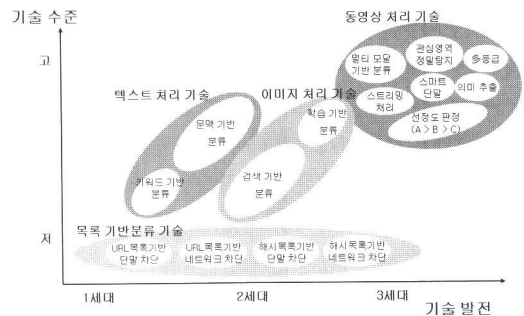 기술 수준
동영상 처리 기술
고
멀티 모달
기반 분류
관심영역
정밀탐지
多등급
스마트
단말
의미 추출
스트리밍
처리
선정도 판정
(A > B > C)
텍스트 처리 기술
이미지 처리 기술
문맥 기반
분류
학습 기반
분류
키워드 기반
분류
검색 기반
분류
저
목록 기반분류 기술
URL목록기반
단말 차단
URL목록기반
네트워크 차단
해시목록기반
단말 차단
해시목록기반
네트워크 차단
1세대
2세대
3세대
기술 발전